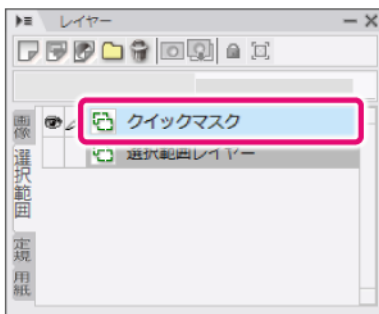 レイヤー
画像
クイックマスク
選択範囲レイヤー
選択範囲
定規
用紙